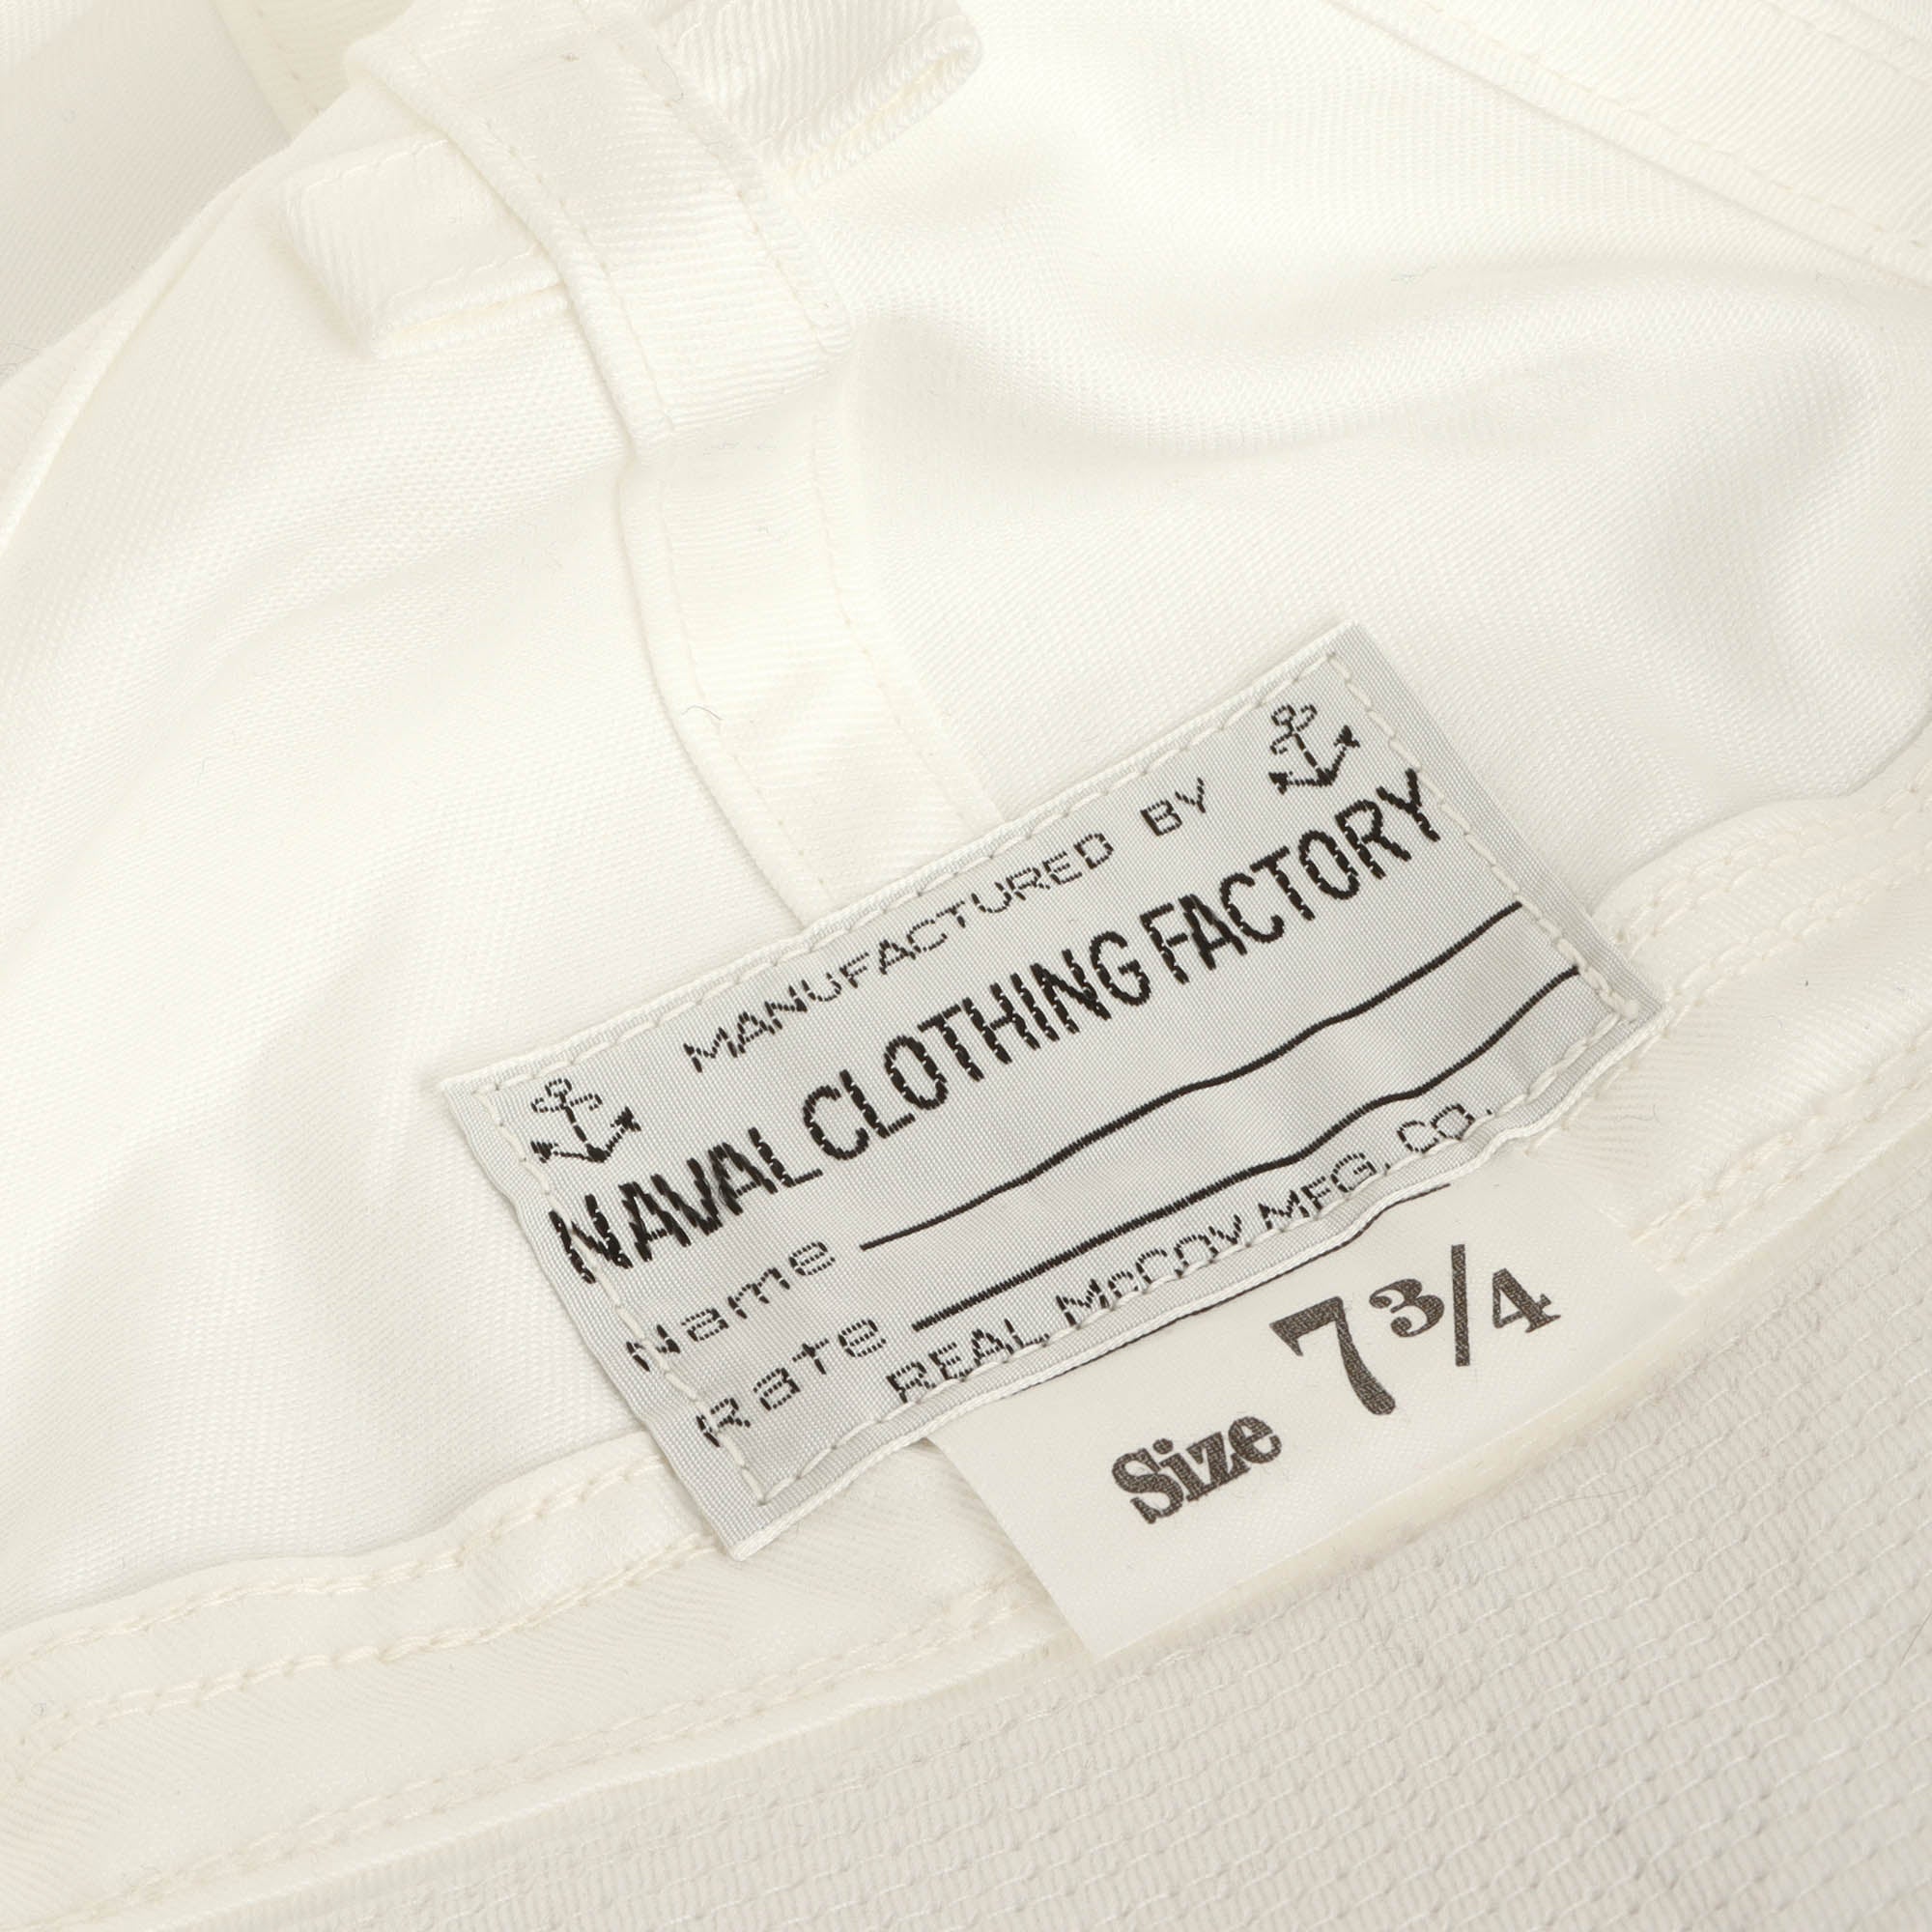 MANUFACTURED BY
NAVAL CLOTHING FACTORY
Name
Rate
REAL McCOY MFG. Co.
Size 7 3/4